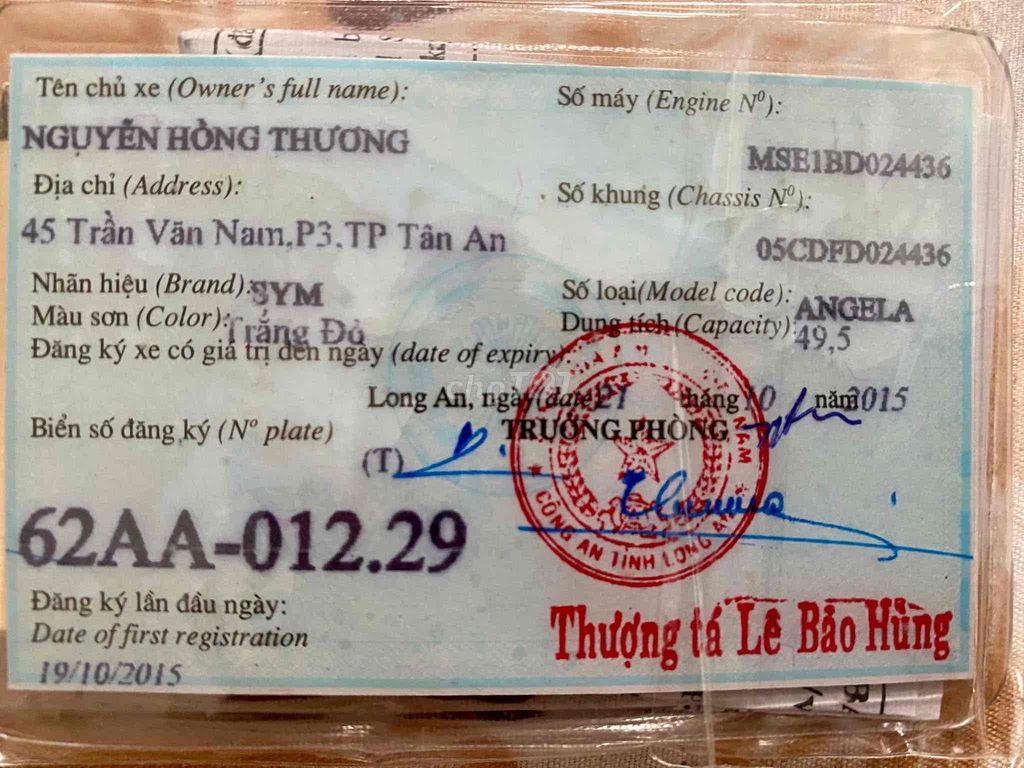 Tên chủ xe (Owner's full name):
NGUYỄN HỒNG THƯƠNG
Địa chỉ (Address):
45 Trần Văn Nam,P3,TP Tân An
Số máy (Engine Nº):
MSE1BD024436
Số khung (Chassis Nº):
05CDFD024436
Nhãn hiệu (Brand): SYM
Số loại(Model code): ANGELA
Màu sơn (Color): Trắng Đỏ
Dung tích (Capacity): 49,5
Đăng ký xe có giá trị đến ngày (date of expiry):
Long An, ngày (date) 21 tháng 10 năm 2015
Biển số đăng ký (Nº plate)
TRƯỞNG PHÒNG
(T)
62AA-012.29
CÔNG AN TỈNH LONG AN
Đăng ký lần đầu ngày:
Date of first registration
19/10/2015
Thượng tá Lê Bảo Hùng